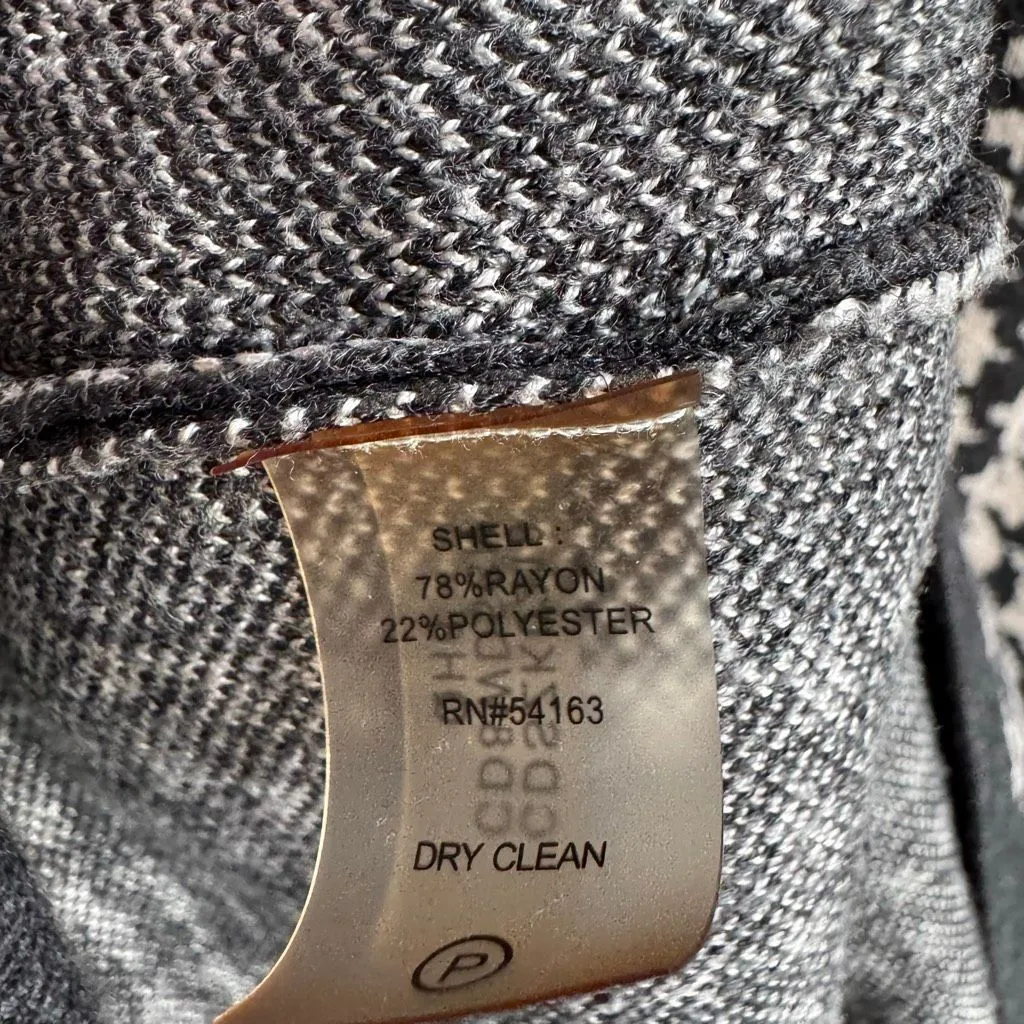 SHELL :
78%RAYON
22%POLYESTER
RN#54163
DRY CLEAN
P